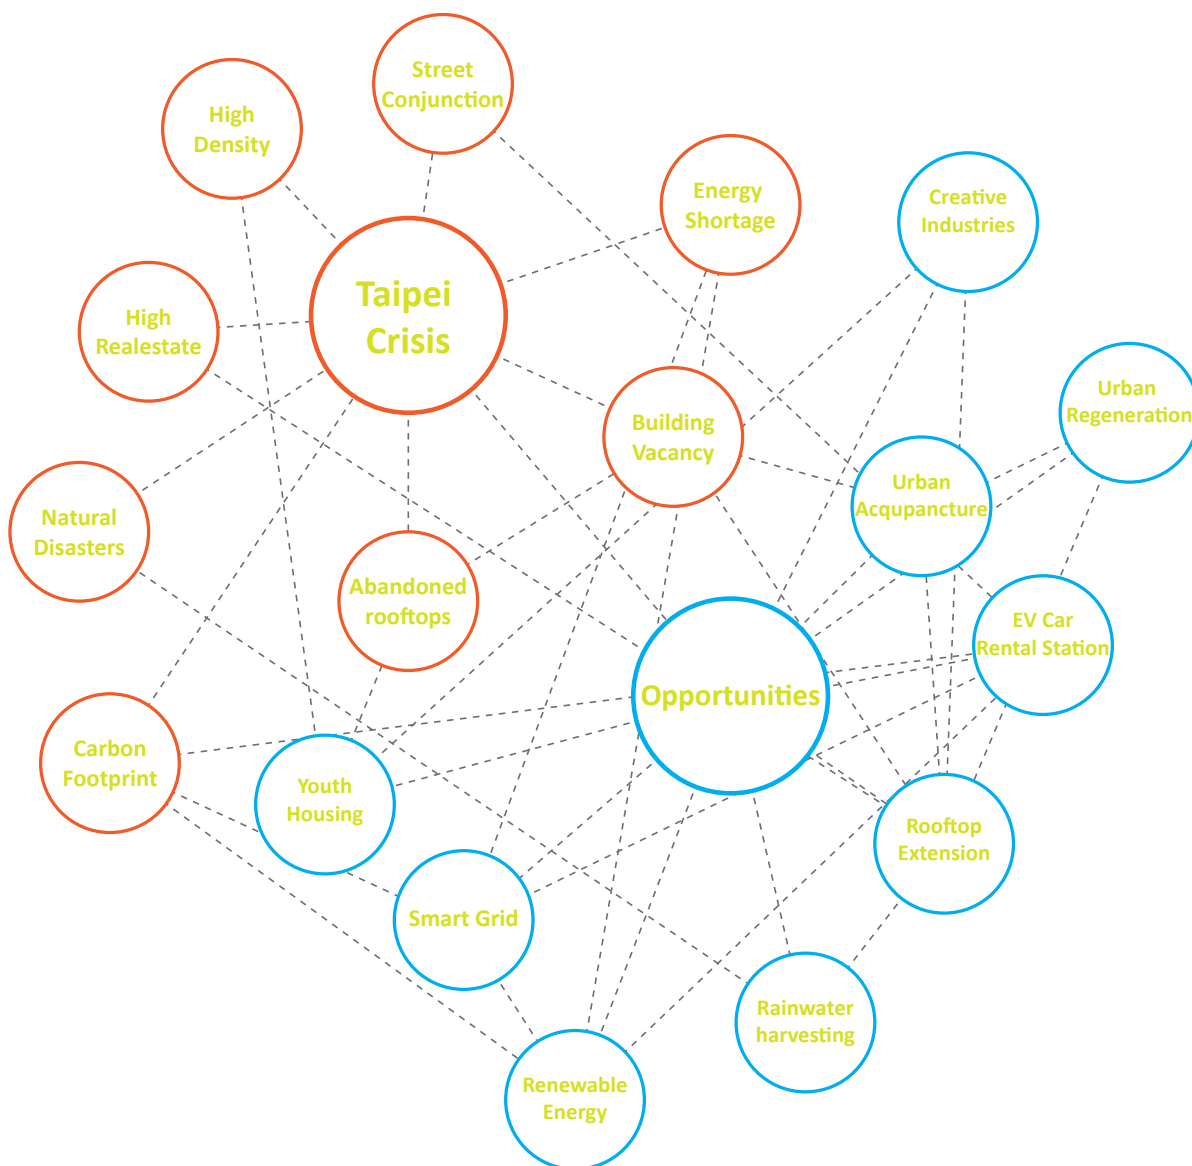 Street
Conjunction
High
Density
Energy
Shortage
Creative
Industries
Taipei
Crisis
High
Realestate
Urban
Regeneration
Building
Vacancy
Urban
Acqupancture
Natural
Disasters
Abandoned
rooftops
EV Car
Rental Station
Opportunities
Carbon
Footprint
Youth
Housing
Rooftop
Extension
Smart Grid
Rainwater
harvesting
Renewable
Energy